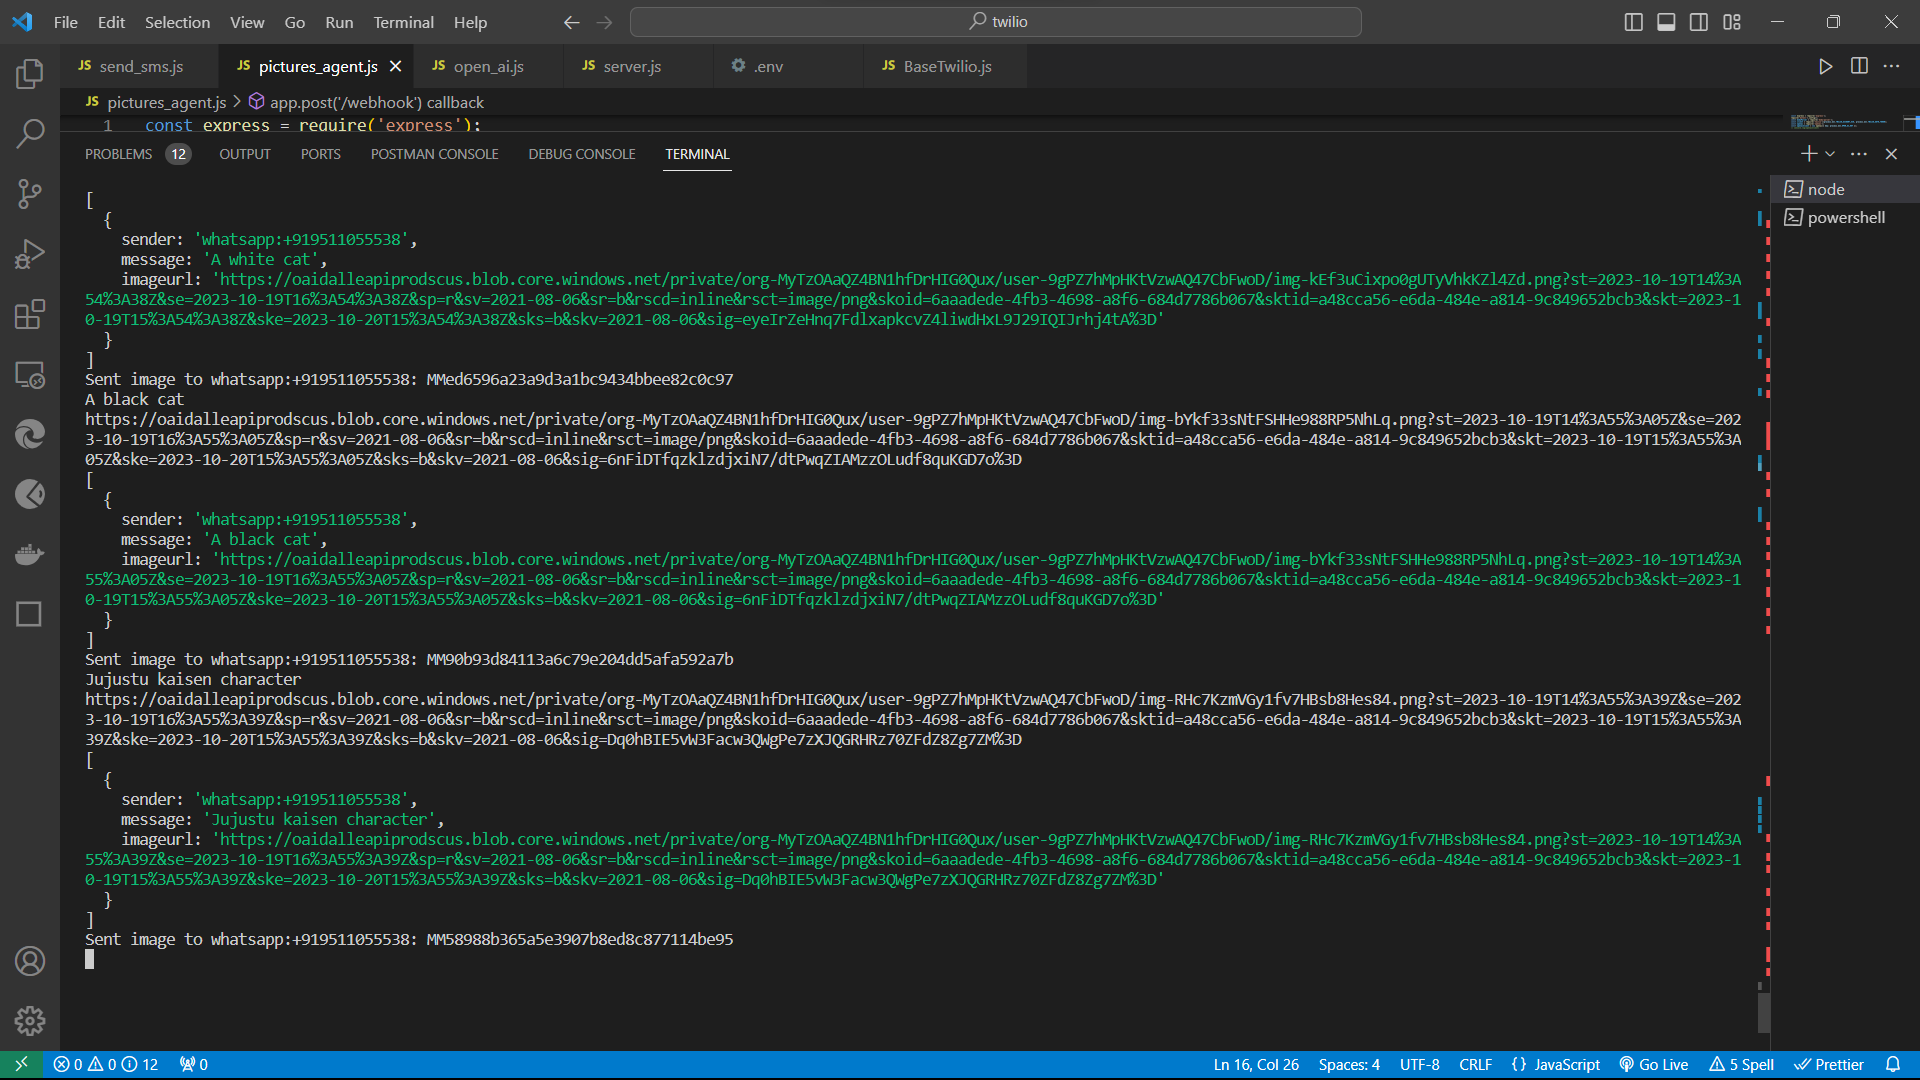 File Edit Selection View Go Run Terminal Help
twilio
JS send_sms.js
JS pictures_agent.js
JS open_ai.js
JS server.js
.env
JS BaseTwilio.js
JS pictures_agent.js > app.post('/webhook') callback
1 const express = require('express');
PROBLEMS 12 OUTPUT PORTS POSTMAN CONSOLE DEBUG CONSOLE TERMINAL
node
powershell
[
{
sender: 'whatsapp:+919511055538',
message: 'A white cat',
imageurl: 'https://oaidalleapiprodscus.blob.core.windows.net/private/org-MyTzOAaQZ4BN1hfDrHIG0Qux/user-9gPZ7hMpHKtVzwAQ47CbFwoD/img-kEf3uCixpo0gUTyVhkKZl4Zd.png?st=2023-10-19T14%3A
54%3A38Z&se=2023-10-19T16%3A54%3A38Z&sp=r&sv=2021-08-06&sr=b&rscd=inline&rsct=image/png&skoid=6aaadede-4fb3-4698-a8f6-684d7786b067&sktid=a48cca56-e6da-484e-a814-9c849652bcb3&skt=2023-1
0-19T15%3A54%3A38Z&ske=2023-10-20T15%3A54%3A38Z&sks=b&skv=2021-08-06&sig=eyeIrZeHnq7FdlxapkcvZ4liwdHxL9J29IQIJrhj4tA%3D'
}
]
Sent image to whatsapp:+919511055538: MMed6596a23a9d3a1bc9434bbee82c0c97
A black cat
https://oaidalleapiprodscus.blob.core.windows.net/private/org-MyTzOAaQZ4BN1hfDrHIG0Qux/user-9gPZ7hMpHKtVzwAQ47CbFwoD/img-bYkf33sNtFSHHe988RP5NhLq.png?st=2023-10-19T14%3A55%3A05Z&se=202
3-10-19T16%3A55%3A05Z&sp=r&sv=2021-08-06&sr=b&rscd=inline&rsct=image/png&skoid=6aaadede-4fb3-4698-a8f6-684d7786b067&sktid=a48cca56-e6da-484e-a814-9c849652bcb3&skt=2023-10-19T15%3A55%3A
05Z&ske=2023-10-20T15%3A55%3A05Z&sks=b&skv=2021-08-06&sig=6nFiDTfqzklzdjxiN7/dtPwqZIAMzzOLudf8quKGD7o%3D
[
{
sender: 'whatsapp:+919511055538',
message: 'A black cat',
imageurl: 'https://oaidalleapiprodscus.blob.core.windows.net/private/org-MyTzOAaQZ4BN1hfDrHIG0Qux/user-9gPZ7hMpHKtVzwAQ47CbFwoD/img-bYkf33sNtFSHHe988RP5NhLq.png?st=2023-10-19T14%3A
55%3A05Z&se=2023-10-19T16%3A55%3A05Z&sp=r&sv=2021-08-06&sr=b&rscd=inline&rsct=image/png&skoid=6aaadede-4fb3-4698-a8f6-684d7786b067&sktid=a48cca56-e6da-484e-a814-9c849652bcb3&skt=2023-1
0-19T15%3A55%3A05Z&ske=2023-10-20T15%3A55%3A05Z&sks=b&skv=2021-08-06&sig=6nFiDTfqzklzdjxiN7/dtPwqZIAMzzOLudf8quKGD7o%3D'
}
]
Sent image to whatsapp:+919511055538: MM90b93d84113a6c79e204dd5afa592a7b
Jujustu kaisen character
https://oaidalleapiprodscus.blob.core.windows.net/private/org-MyTzOAaQZ4BN1hfDrHIG0Qux/user-9gPZ7hMpHKtVzwAQ47CbFwoD/img-RHc7KzmVGy1fv7HBsb8Hes84.png?st=2023-10-19T14%3A55%3A39Z&se=202
3-10-19T16%3A55%3A39Z&sp=r&sv=2021-08-06&sr=b&rscd=inline&rsct=image/png&skoid=6aaadede-4fb3-4698-a8f6-684d7786b067&sktid=a48cca56-e6da-484e-a814-9c849652bcb3&skt=2023-10-19T15%3A55%3A
39Z&ske=2023-10-20T15%3A55%3A39Z&sks=b&skv=2021-08-06&sig=Dq0hBIE5vW3Facw3QWgPe7zXJQGRHRz70ZFdZ8Zg7ZM%3D
[
{
sender: 'whatsapp:+919511055538',
message: 'Jujustu kaisen character',
imageurl: 'https://oaidalleapiprodscus.blob.core.windows.net/private/org-MyTzOAaQZ4BN1hfDrHIG0Qux/user-9gPZ7hMpHKtVzwAQ47CbFwoD/img-RHc7KzmVGy1fv7HBsb8Hes84.png?st=2023-10-19T14%3A
55%3A39Z&se=2023-10-19T16%3A55%3A39Z&sp=r&sv=2021-08-06&sr=b&rscd=inline&rsct=image/png&skoid=6aaadede-4fb3-4698-a8f6-684d7786b067&sktid=a48cca56-e6da-484e-a814-9c849652bcb3&skt=2023-1
0-19T15%3A55%3A39Z&ske=2023-10-20T15%3A55%3A39Z&sks=b&skv=2021-08-06&sig=Dq0hBIE5vW3Facw3QWgPe7zXJQGRHRz70ZFdZ8Zg7ZM%3D'
}
]
Sent image to whatsapp:+919511055538: MM58988b365a5e3907b8ed8c877114be95
0 0 12 0 Ln 16, Col 26 Spaces: 4 UTF-8 CRLF {} JavaScript Go Live 5 Spell Prettier